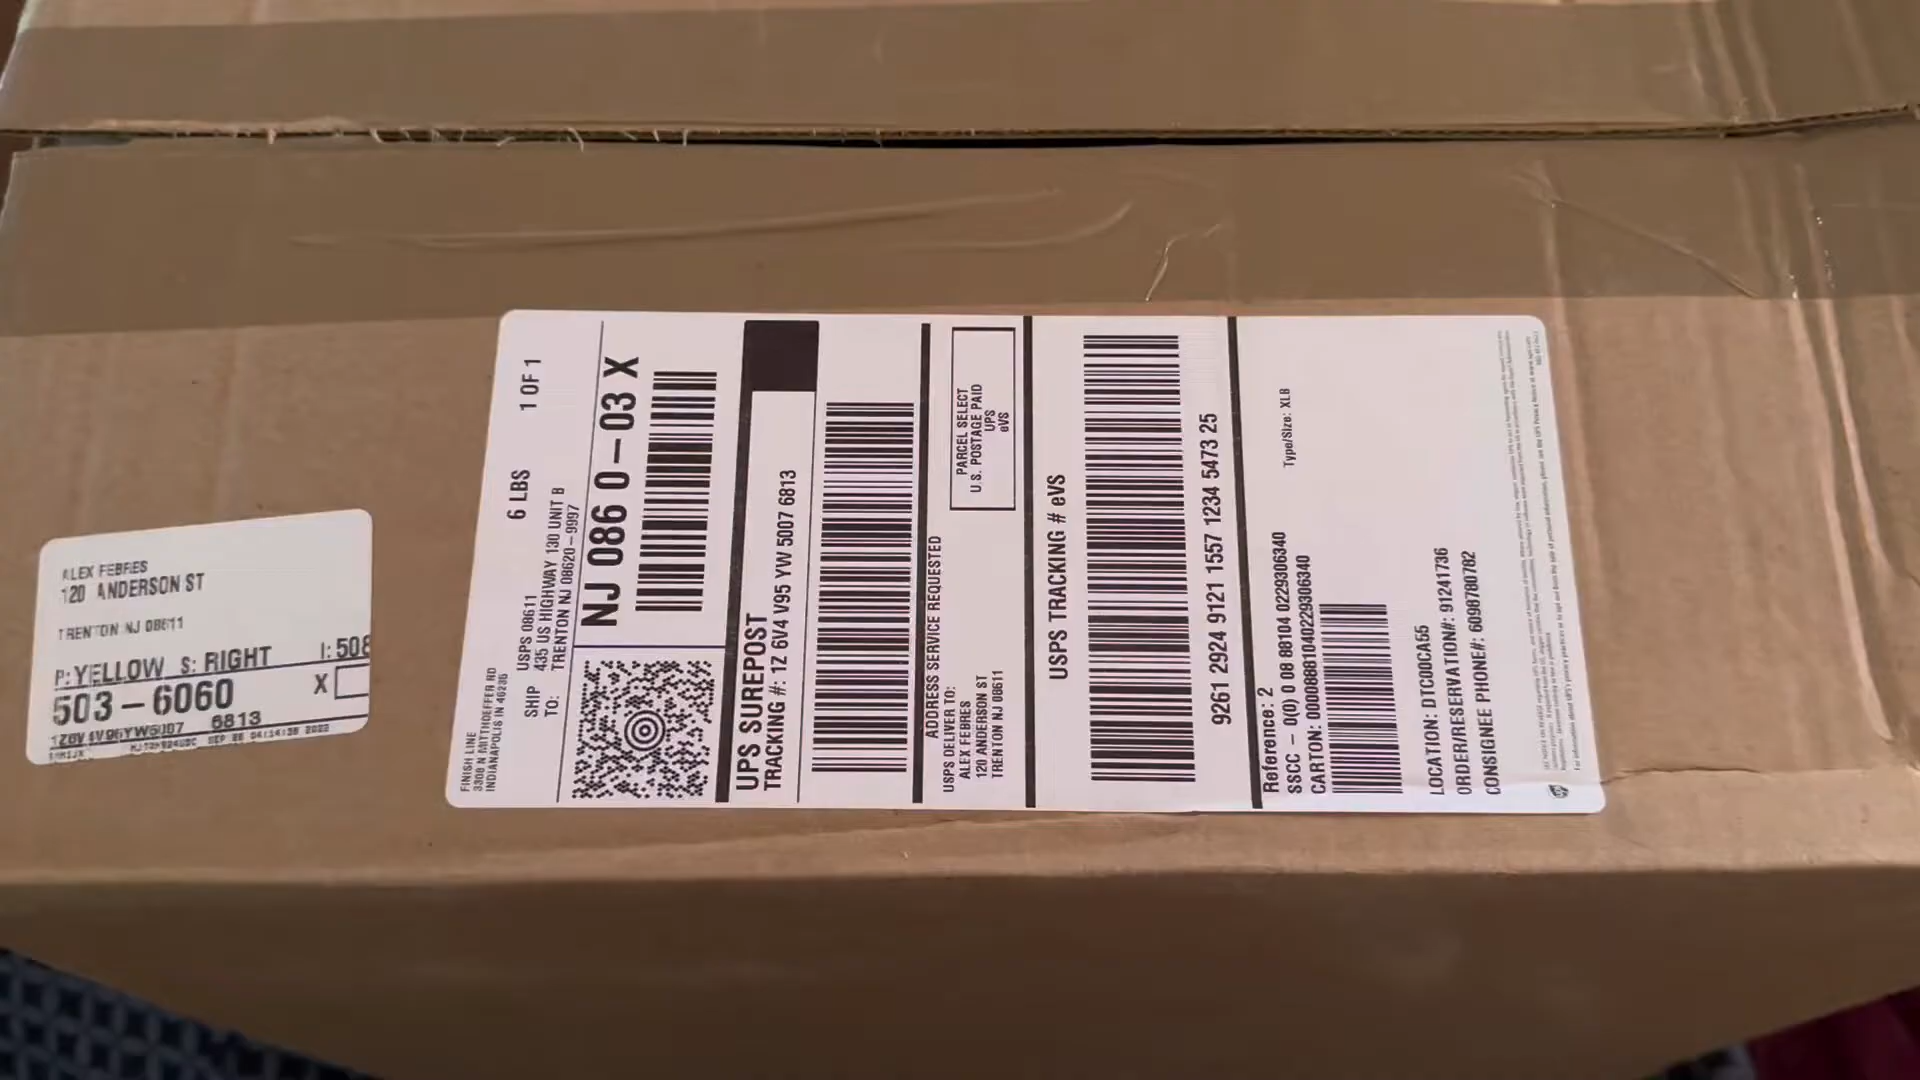 ALEX FEBRES
120 ANDERSON ST
TRENTON NJ 08611
P: YELLOW S: RIGHT I: 508
503-6060 X
1Z6V4V95YW5007 6813
FINISH LINE
3308 N MITTHOEFFER RD
INDIANAPOLIS IN 46235
6 LBS 1 OF 1
SHIP TO:
USPS 08611
435 US HIGHWAY 130 UNIT B
TRENTON NJ 08620-9997
NJ 086 0-03 X
UPS SUREPOST
TRACKING #: 1Z 6V4 V95 YW 5007 6813
ADDRESS SERVICE REQUESTED
USPS DELIVER TO:
ALEX FEBRES
120 ANDERSON ST
TRENTON NJ 08611
PARCEL SELECT
U.S. POSTAGE PAID
UPS
eVS
USPS TRACKING # eVS
9261 2924 9121 1557 1234 5473 25
Reference: 2
SSCC - 0(0) 0 08 88104 0229306340
CARTON: 00008881040229306340
Type/Size: XLB
LOCATION: DTC00CA55
ORDER/RESERVATION#: 91241736
CONSIGNEE PHONE#: 6098780782